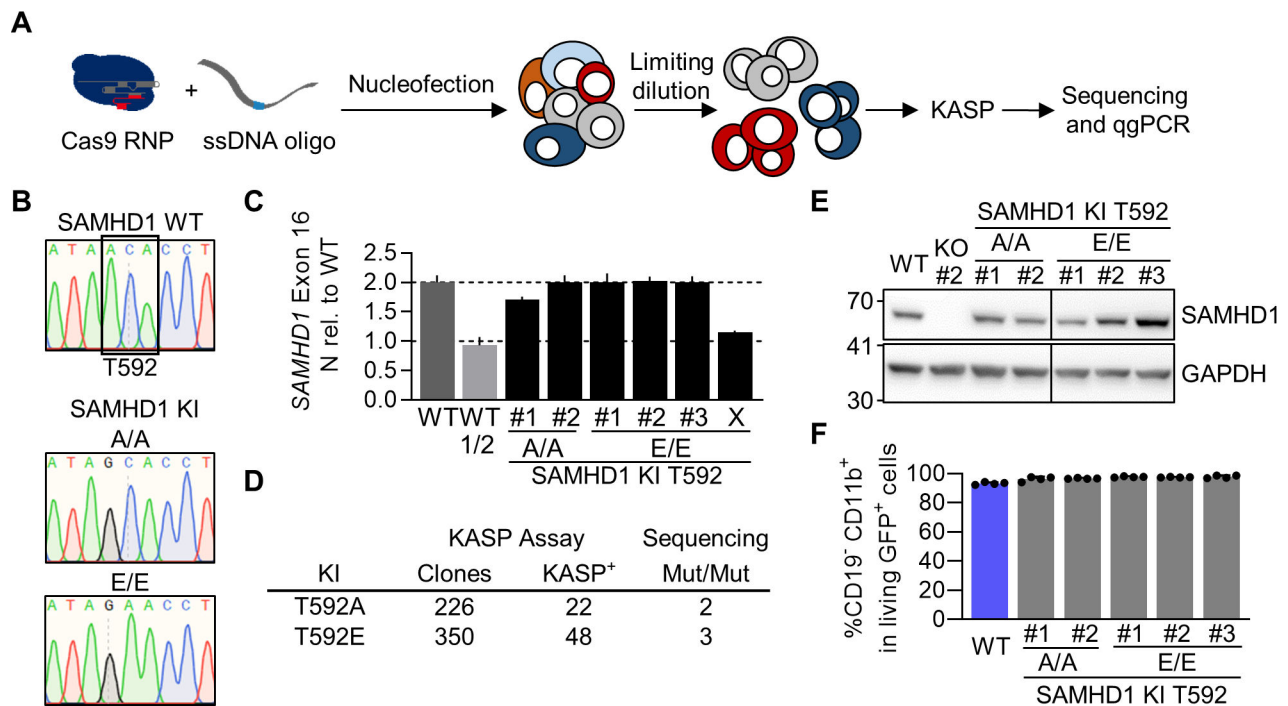 A
Cas9 RNP
+
ssDNA oligo
Nucleofection
Limiting
dilution
KASP
Sequencing
and qgPCR
B
SAMHD1 WT
A T A A C A C C T
T592
SAMHD1 KI
A/A
A T A G C A C C T
E/E
A T A G A A C C T
C
SAMHD1 Exon 16
N rel. to WT
2.5
2.0
1.5
1.0
0.5
0.0
WT WT #1 #2 #1 #2 #3 X
1/2 A/A E/E
SAMHD1 KI T592
D
KASP Assay Sequencing
KI Clones KASP+ Mut/Mut
T592A 226 22 2
T592E 350 48 3
E
SAMHD1 KI T592
KO A/A E/E
WT #2 #1 #2 #1 #2 #3
70
SAMHD1
41
GAPDH
30
F
%CD19- CD11b+
in living GFP+ cells
100
80
60
40
20
0
WT #1 #2 #1 #2 #3
A/A E/E
SAMHD1 KI T592